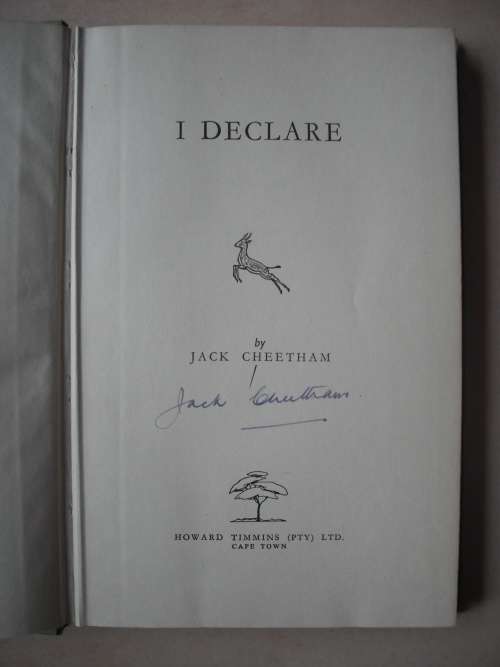 I DECLARE
by
JACK CHEETHAM
Jack Cheetham.
HOWARD TIMMINS (PTY) LTD.
CAPE TOWN